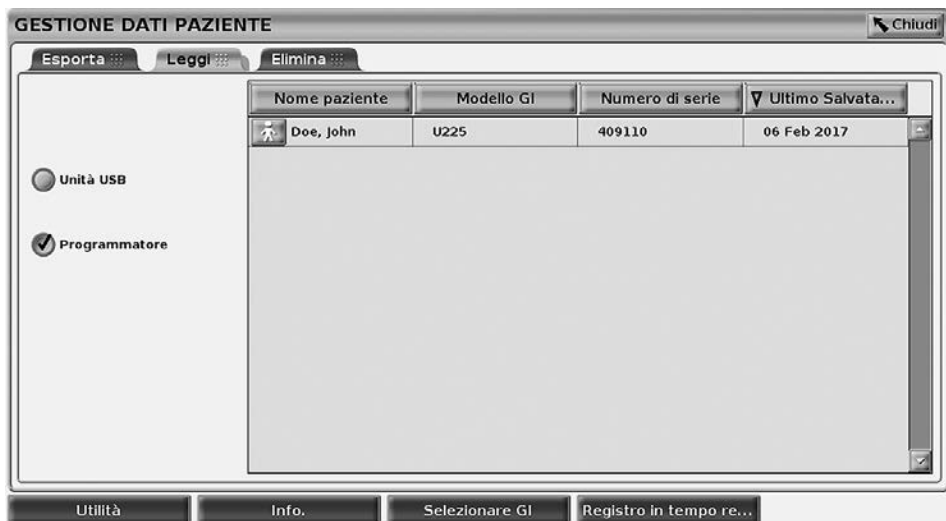 GESTIONE DATI PAZIENTE
Chiudi
Esporta
Leggi
Elimina
Nome paziente
Modello GI
Numero di serie
Ultimo Salvata...
Doe, John
U225
409110
06 Feb 2017
Unità USB
Programmatore
Utilità
Info.
Selezionare GI
Registro in tempo re...